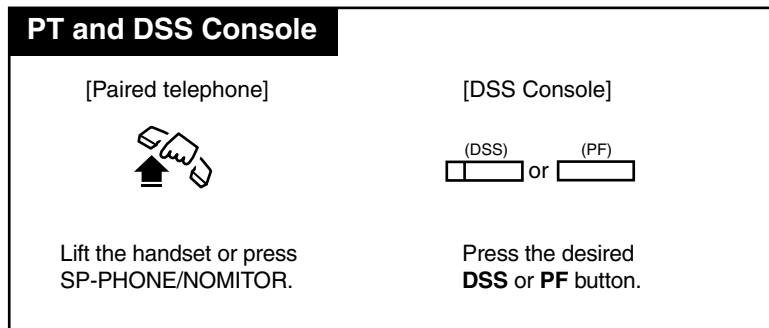 PT and DSS Console
[Paired telephone]
[DSS Console]
(DSS)
(PF)
or
Lift the handset or press
SP-PHONE/NOMITOR.
Press the desired
DSS or PF button.